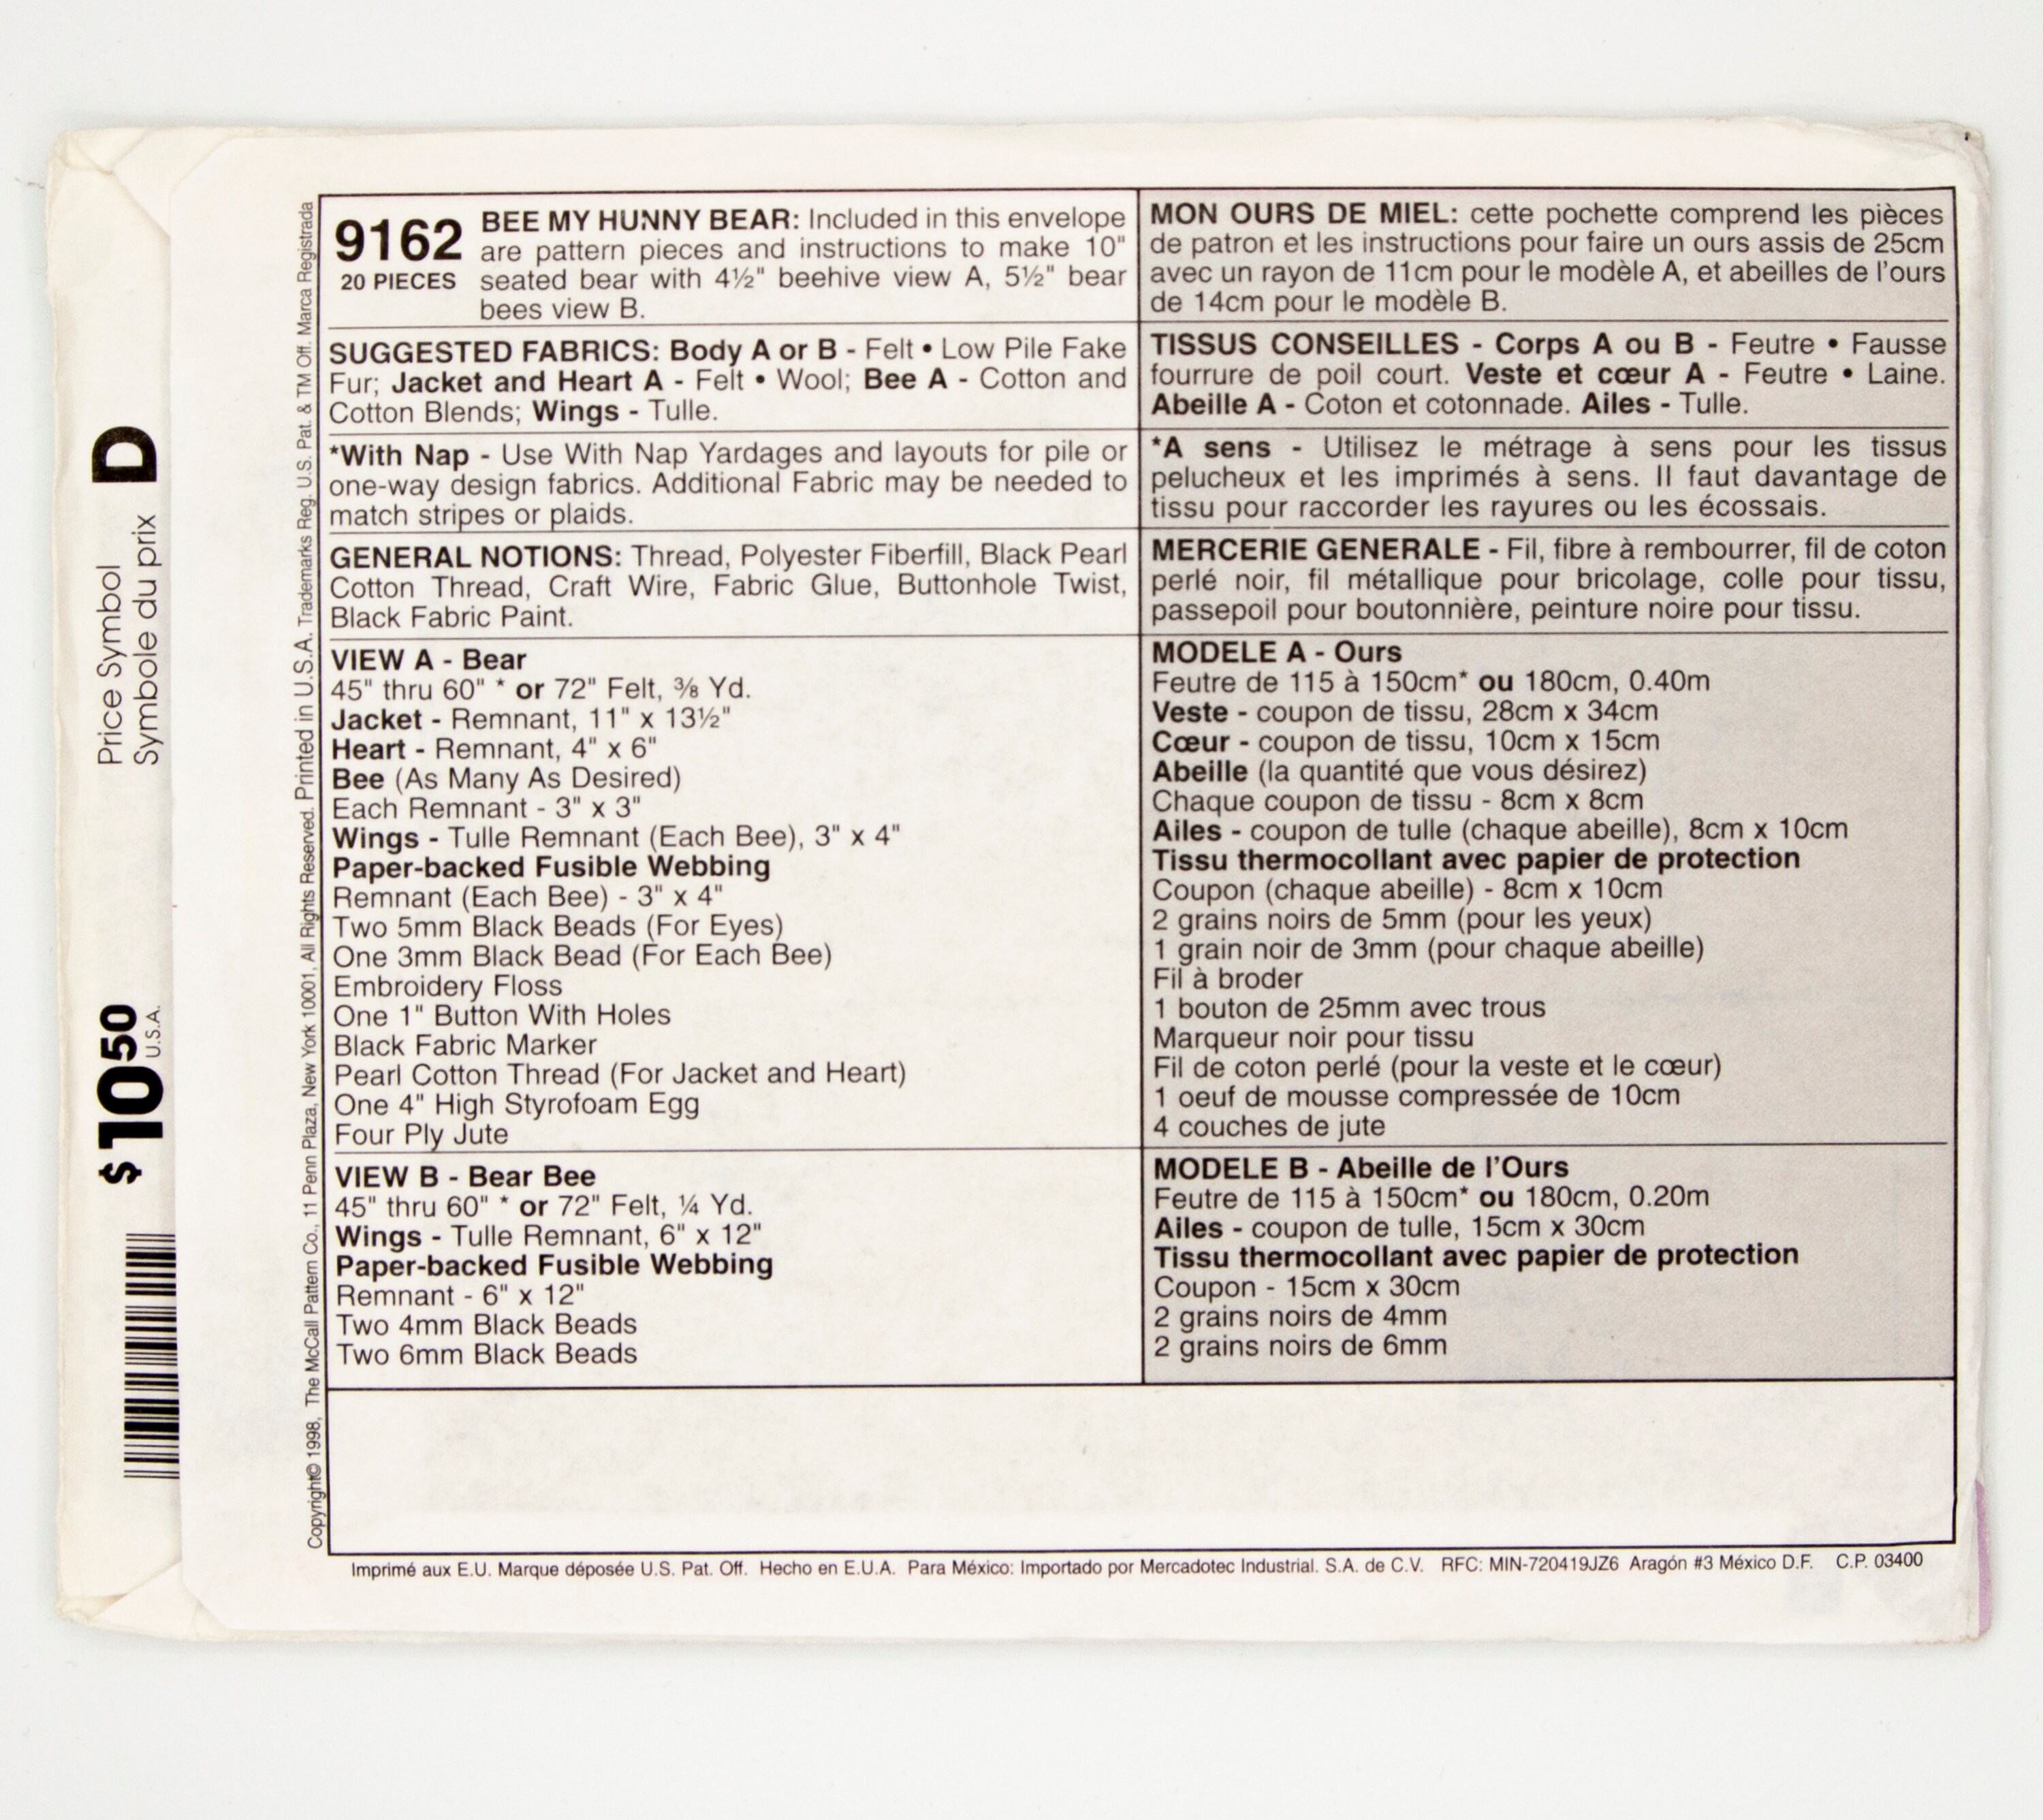 Price Symbol D
Symbole du prix
$10.50
U.S.A.
Copyright© 1998, The McCall Pattern Co., 11 Penn Plaza, New York 10001, All Rights Reserved. Printed in U.S.A. Trademarks Reg. U.S. Pat. & TM Off. Marca Registrada
9162
20 PIECES
BEE MY HUNNY BEAR: Included in this envelope
are pattern pieces and instructions to make 10"
seated bear with 4½" beehive view A, 5½" bear
bees view B.
SUGGESTED FABRICS: Body A or B - Felt • Low Pile Fake
Fur; Jacket and Heart A - Felt • Wool; Bee A - Cotton and
Cotton Blends; Wings - Tulle.
*With Nap - Use With Nap Yardages and layouts for pile or
one-way design fabrics. Additional Fabric may be needed to
match stripes or plaids.
GENERAL NOTIONS: Thread, Polyester Fiberfill, Black Pearl
Cotton Thread, Craft Wire, Fabric Glue, Buttonhole Twist,
Black Fabric Paint.
VIEW A - Bear
45" thru 60" * or 72" Felt, ⅜ Yd.
Jacket - Remnant, 11" x 13½"
Heart - Remnant, 4" x 6"
Bee (As Many As Desired)
Each Remnant - 3" x 3"
Wings - Tulle Remnant (Each Bee), 3" x 4"
Paper-backed Fusible Webbing
Remnant (Each Bee) - 3" x 4"
Two 5mm Black Beads (For Eyes)
One 3mm Black Bead (For Each Bee)
Embroidery Floss
One 1" Button With Holes
Black Fabric Marker
Pearl Cotton Thread (For Jacket and Heart)
One 4" High Styrofoam Egg
Four Ply Jute
VIEW B - Bear Bee
45" thru 60" * or 72" Felt, ¼ Yd.
Wings - Tulle Remnant, 6" x 12"
Paper-backed Fusible Webbing
Remnant - 6" x 12"
Two 4mm Black Beads
Two 6mm Black Beads
MON OURS DE MIEL: cette pochette comprend les pièces
de patron et les instructions pour faire un ours assis de 25cm
avec un rayon de 11cm pour le modèle A, et abeilles de l'ours
de 14cm pour le modèle B.
TISSUS CONSEILLES - Corps A ou B - Feutre • Fausse
fourrure de poil court. Veste et cœur A - Feutre • Laine.
Abeille A - Coton et cotonnade. Ailes - Tulle.
*A sens - Utilisez le métrage à sens pour les tissus
pelucheux et les imprimés à sens. Il faut davantage de
tissu pour raccorder les rayures ou les écossais.
MERCERIE GENERALE - Fil, fibre à rembourrer, fil de coton
perlé noir, fil métallique pour bricolage, colle pour tissu,
passepoil pour boutonnière, peinture noire pour tissu.
MODELE A - Ours
Feutre de 115 à 150cm* ou 180cm, 0.40m
Veste - coupon de tissu, 28cm x 34cm
Cœur - coupon de tissu, 10cm x 15cm
Abeille (la quantité que vous désirez)
Chaque coupon de tissu - 8cm x 8cm
Ailes - coupon de tulle (chaque abeille), 8cm x 10cm
Tissu thermocollant avec papier de protection
Coupon (chaque abeille) - 8cm x 10cm
2 grains noirs de 5mm (pour les yeux)
1 grain noir de 3mm (pour chaque abeille)
Fil à broder
1 bouton de 25mm avec trous
Marqueur noir pour tissu
Fil de coton perlé (pour la veste et le cœur)
1 oeuf de mousse compressée de 10cm
4 couches de jute
MODELE B - Abeille de l'Ours
Feutre de 115 à 150cm* ou 180cm, 0.20m
Ailes - coupon de tulle, 15cm x 30cm
Tissu thermocollant avec papier de protection
Coupon - 15cm x 30cm
2 grains noirs de 4mm
2 grains noirs de 6mm
Imprimé aux E.U. Marque déposée U.S. Pat. Off. Hecho en E.U.A. Para México: Importado por Mercadotec Industrial. S.A. de C.V. RFC: MIN-720419JZ6 Aragón #3 México D.F. C.P. 03400